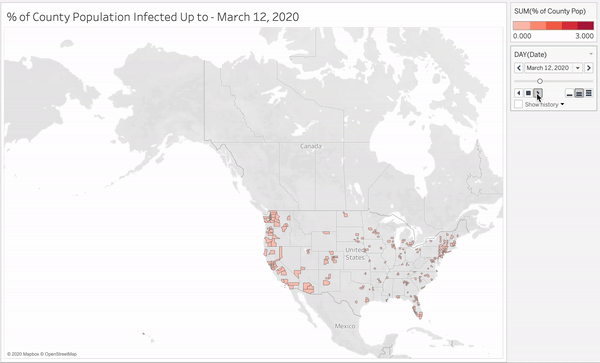 % of County Population Infected Up to - March 12, 2020
SUM(% of County Pop)
0.000 3.000
DAY(Date)
March 12, 2020
Show history
Canada
United
States
Mexico
© 2020 Mapbox © OpenStreetMap